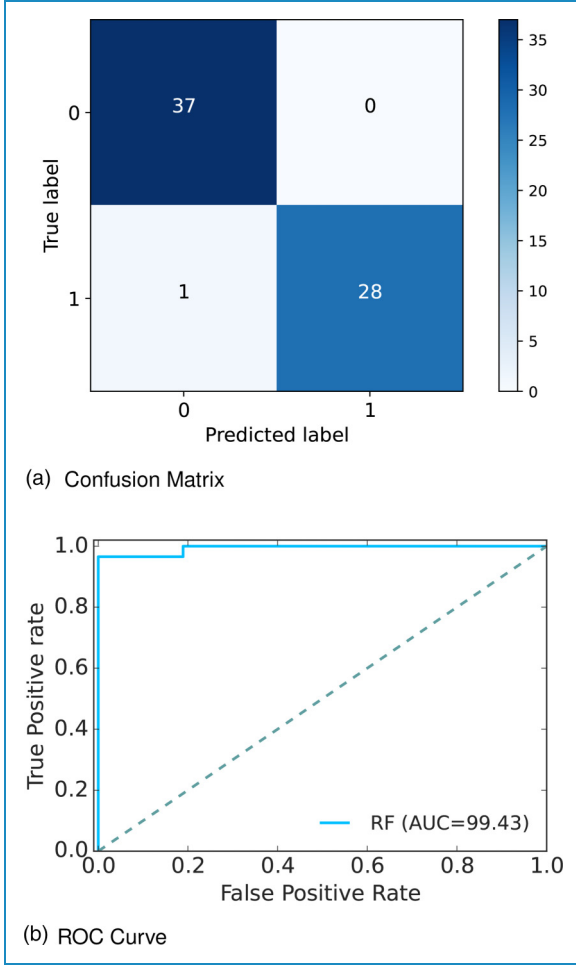 37 0
1 28
0
1
True label
0 1
Predicted label
35
30
25
20
15
10
5
0
(a) Confusion Matrix
1.0
0.8
0.6
0.4
0.2
0.0
True Positive rate
RF (AUC=99.43)
0.0 0.2 0.4 0.6 0.8 1.0
False Positive Rate
(b) ROC Curve